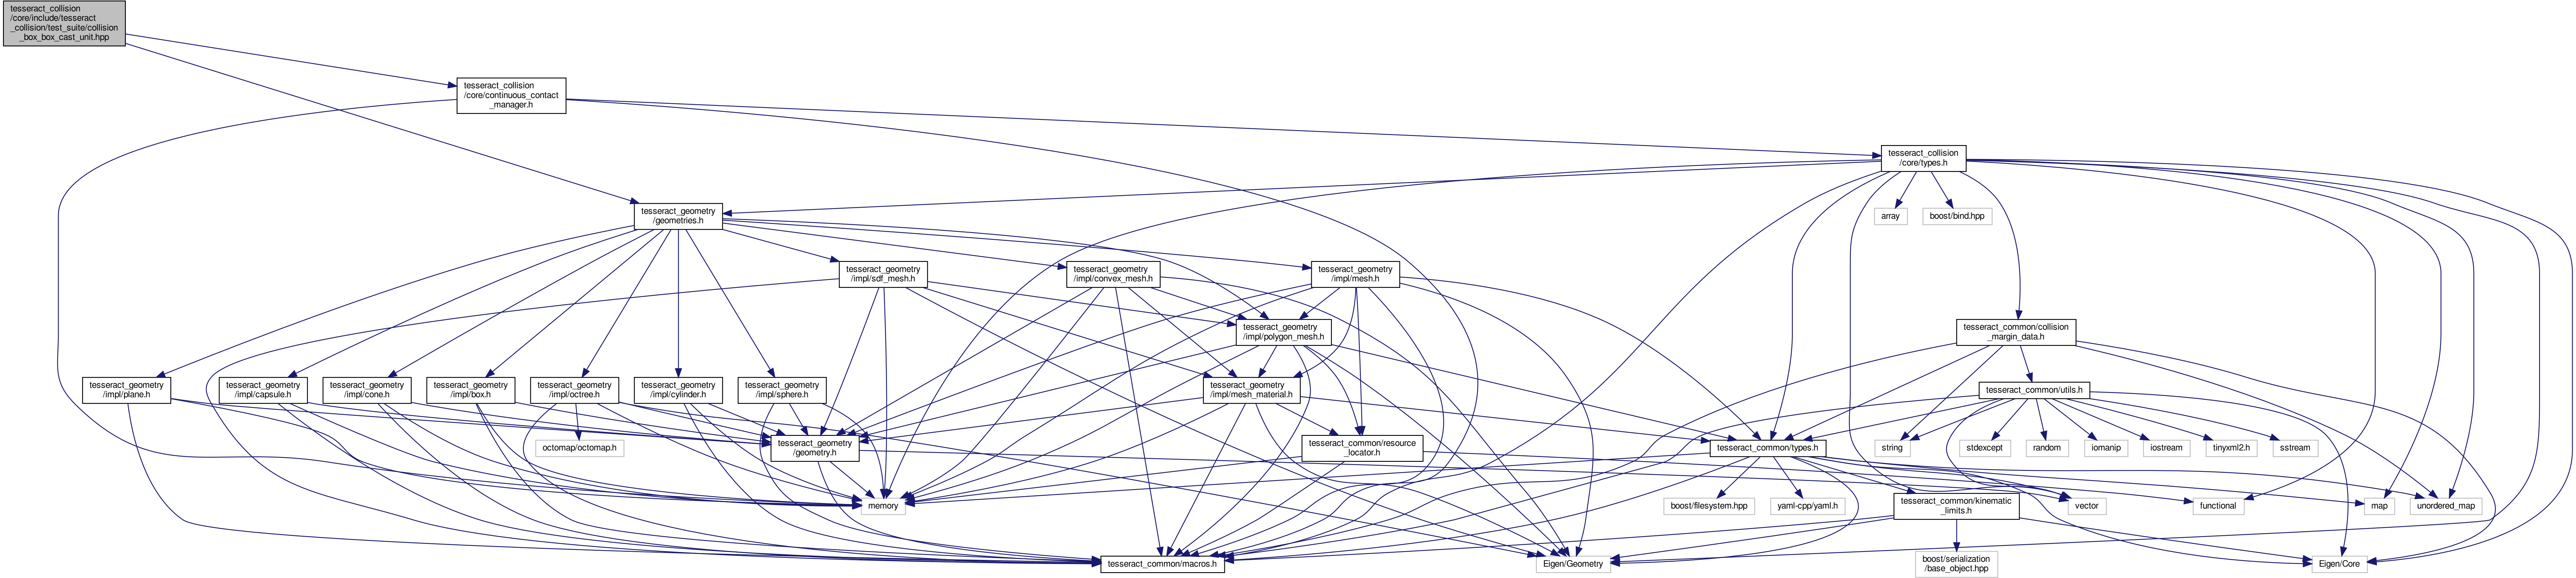 tesseract_collision
/core/include/tesseract
_collision/test_suite/collision
_box_box_cast_unit.hpp
tesseract_collision
/core/continuous_contact
_manager.h
tesseract_collision
/core/types.h
tesseract_geometry
/geometries.h
array
boost/bind.hpp
tesseract_geometry
/impl/sdf_mesh.h
tesseract_geometry
/impl/convex_mesh.h
tesseract_geometry
/impl/mesh.h
tesseract_geometry
/impl/polygon_mesh.h
tesseract_common/collision
_margin_data.h
tesseract_geometry
/impl/plane.h
tesseract_geometry
/impl/capsule.h
tesseract_geometry
/impl/cone.h
tesseract_geometry
/impl/box.h
tesseract_geometry
/impl/octree.h
tesseract_geometry
/impl/cylinder.h
tesseract_geometry
/impl/sphere.h
tesseract_geometry
/impl/mesh_material.h
tesseract_common/utils.h
octomap/octomap.h
tesseract_geometry
/geometry.h
tesseract_common/resource
_locator.h
tesseract_common/types.h
string
stdexcept
random
iomanip
iostream
tinyxml2.h
sstream
memory
boost/filesystem.hpp
yaml-cpp/yaml.h
tesseract_common/kinematic
_limits.h
vector
functional
map
unordered_map
tesseract_common/macros.h
Eigen/Geometry
boost/serialization
/base_object.hpp
Eigen/Core